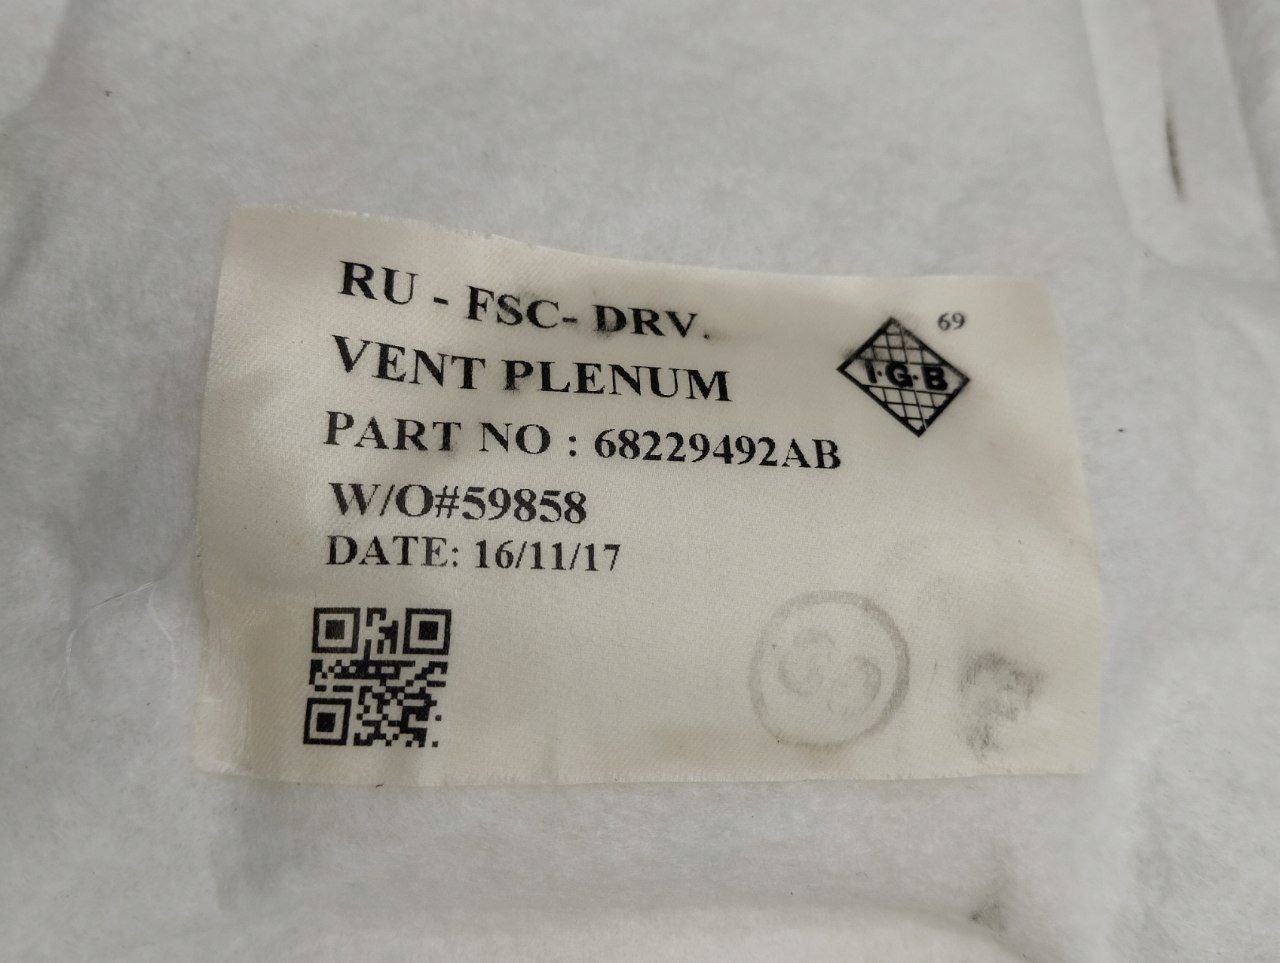 RU - FSC- DRV.
VENT PLENUM
PART NO : 68229492AB
W/O#59858
DATE: 16/11/17
69
I·G·B